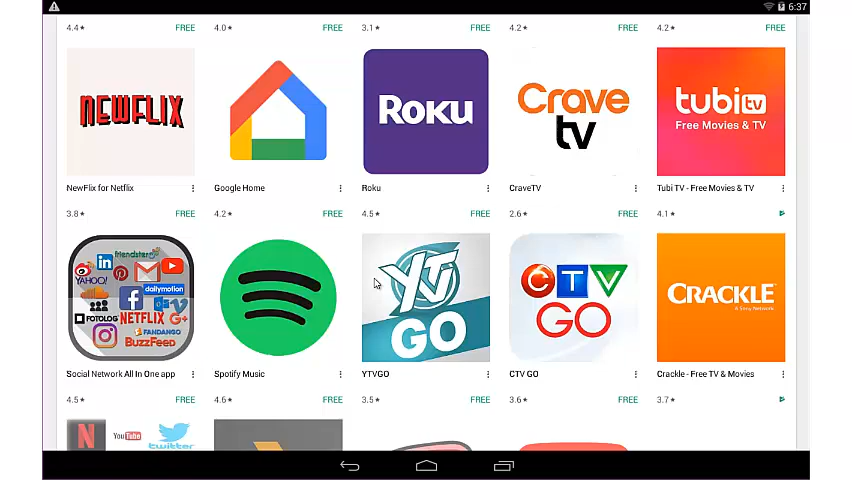 6:37
4.4★ FREE 4.0★ FREE 3.1★ FREE 4.2★ FREE 4.2★ FREE
NEWFLIX
ROKU
Crave
tv
tubi tv
Free Movies & TV
NewFlix for Netflix Google Home Roku CraveTV Tubi TV - Free Movies & TV
3.8★ FREE 4.2★ FREE 4.5★ FREE 2.6★ FREE 4.1★
friendster
in
YAHOO!
dailymotion
f
FOTOLOG NETFLIX G+
FANDANGO
BuzzFeed
YTV
GO
CTV
GO
CRACKLE
A Sony Network
Social Network All In One app Spotify Music YTVGO CTV GO Crackle - Free TV & Movies
4.5★ FREE 4.6★ FREE 3.5★ FREE 3.6★ FREE 3.7★
N
YouTube
twitter